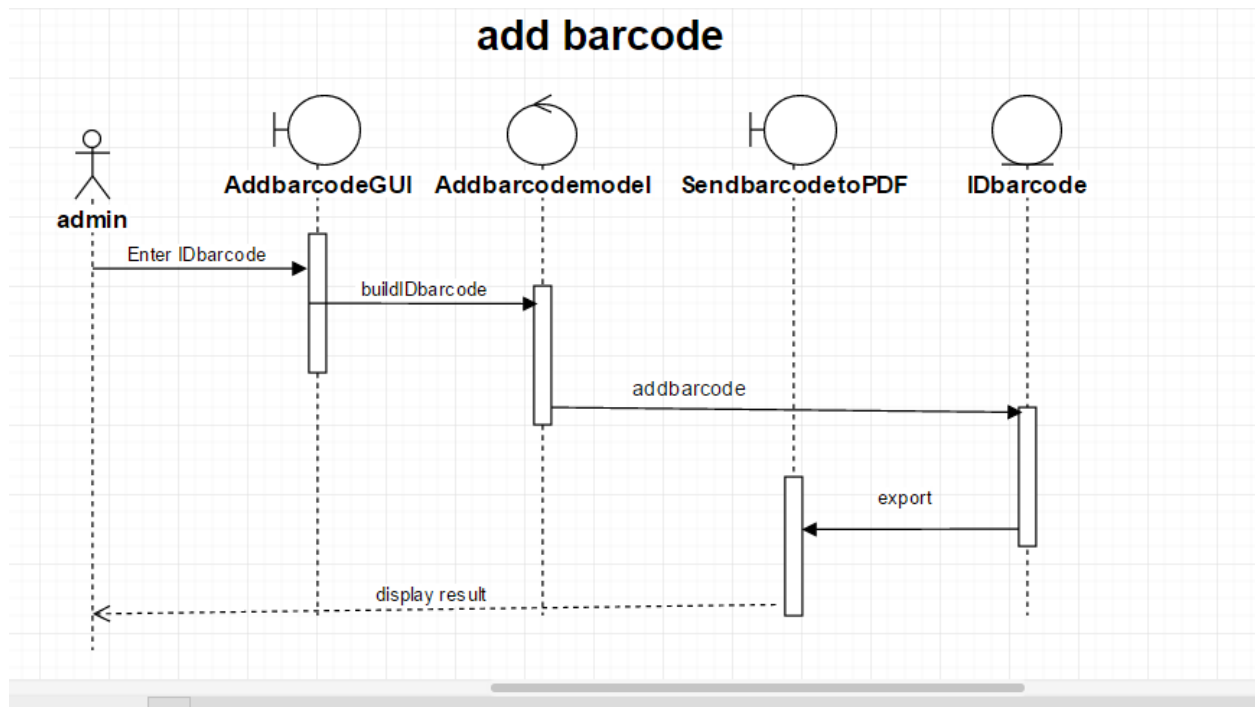 add barcode
AddbarcodeGUI
Addbarcodemodel
SendbarcodetoPDF
IDbarcode
admin
Enter IDbarcode
buildIDbarcode
addbarcode
export
display result